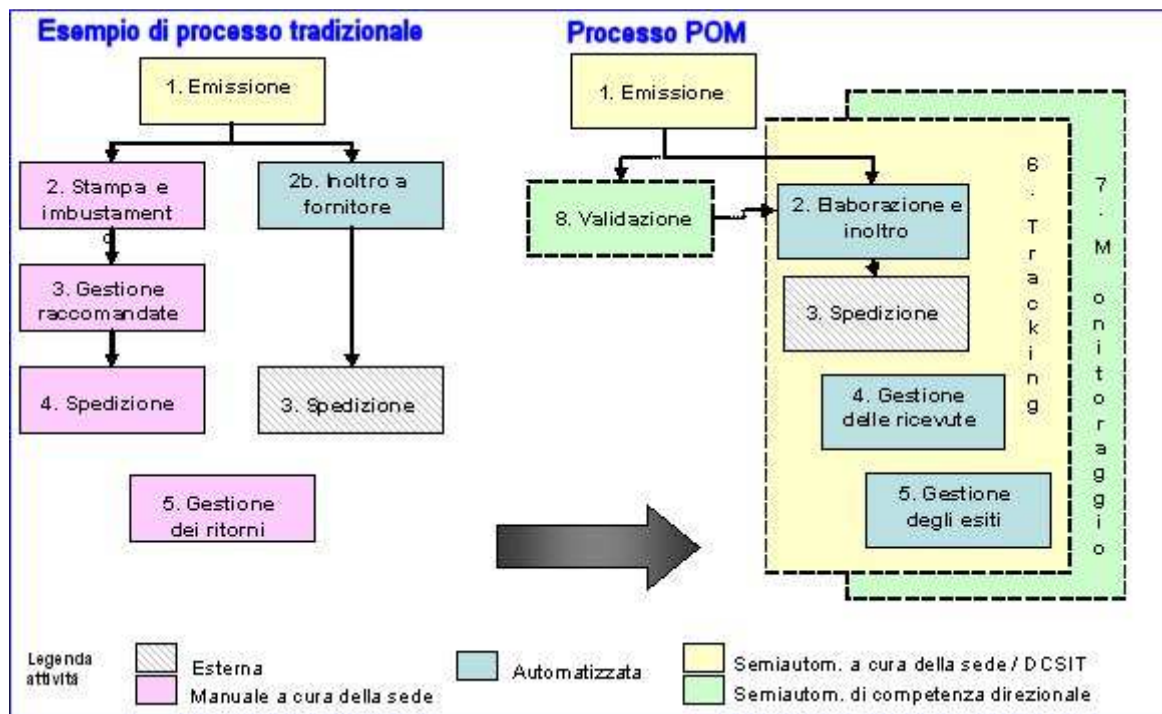 Esempio di processo tradizionale
Processo POM
1. Emissione
2. Stampa e
imbustament
o
2b. Inoltro a
fornitore
3. Gestione
raccomandate
4. Spedizione
3. Spedizione
5. Gestione
dei ritorni
1. Emissione
8. Validazione
2. Elaborazione e
inoltro
3. Spedizione
4. Gestione
delle ricevute
5. Gestione
degli esiti
6. Tracking
7. Monitoraggio
Legenda
attività
Esterna
Manuale a cura della sede
Automatizzata
Semiautom. a cura della sede / DCSIT
Semiautom. di competenza direzionale